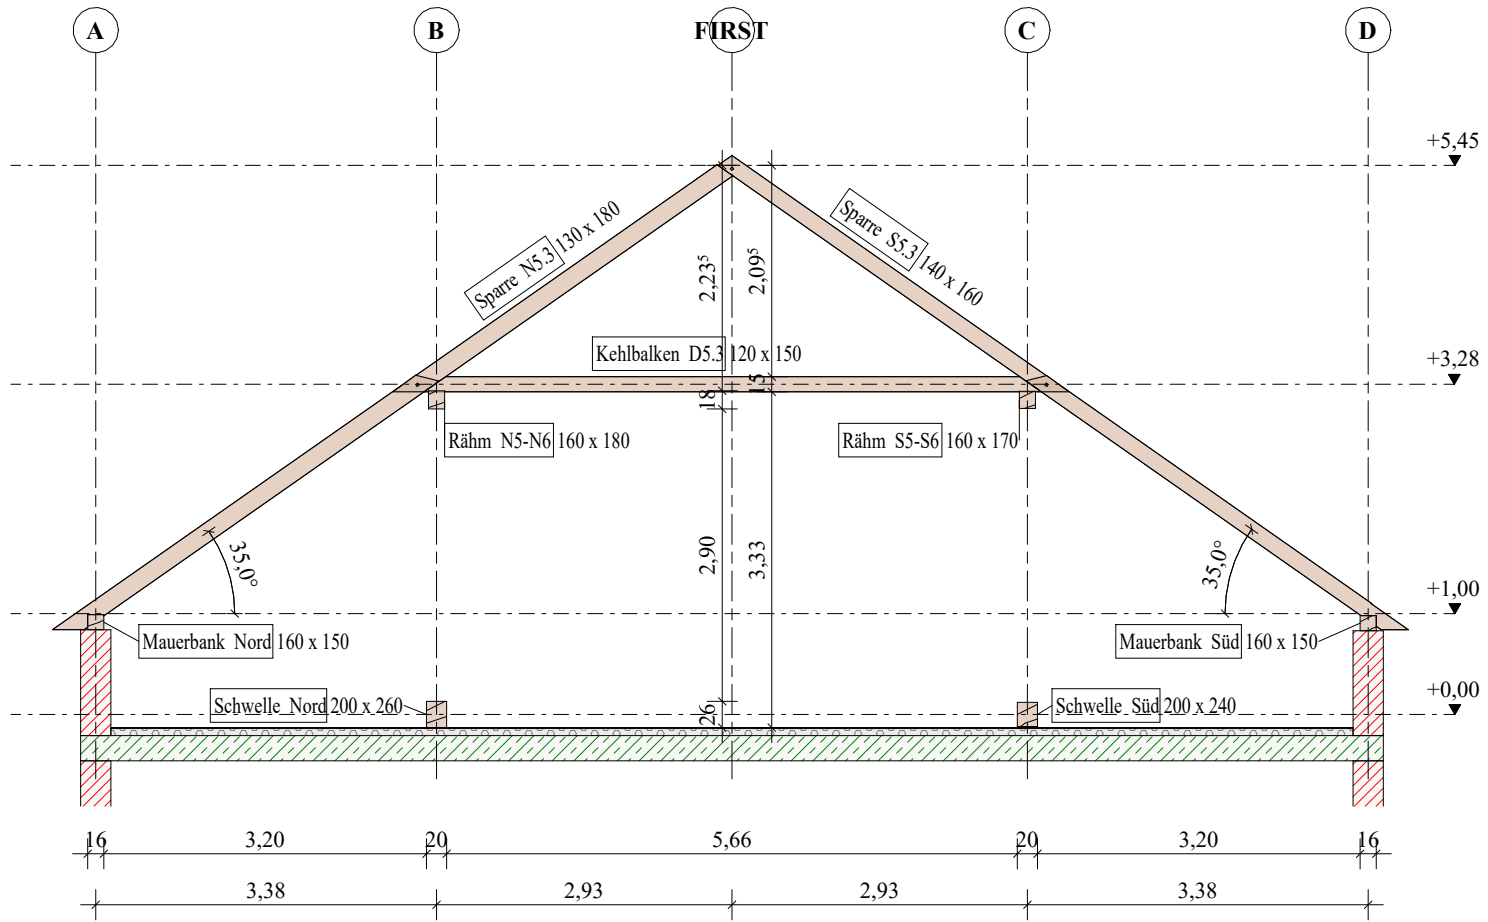 A
B
FIRST
C
D
+5,45
Sparre N5.3 130 x 180
Sparre S5.3 140 x 160
2,23⁵
2,09⁵
Kehlbalken D5.3 120 x 150
+3,28
15
18
Rähm N5-N6 160 x 180
Rähm S5-S6 160 x 170
35,0°
2,90
3,33
35,0°
+1,00
Mauerbank Nord 160 x 150
Mauerbank Süd 160 x 150
Schwelle Nord 200 x 260
26
Schwelle Süd 200 x 240
+0,00
16
3,20
20
5,66
20
3,20
16
3,38
2,93
2,93
3,38